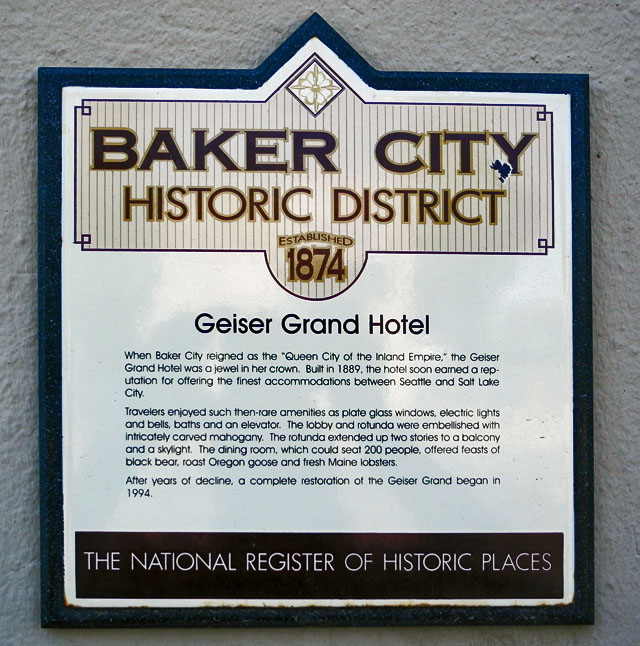 BAKER CITY
HISTORIC DISTRICT
ESTABLISHED
1874
Geiser Grand Hotel
When Baker City reigned as the "Queen City of the Inland Empire," the Geiser
Grand Hotel was a jewel in her crown. Built in 1889, the hotel soon earned a rep-
utation for offering the finest accommodations between Seattle and Salt Lake
City.
Travelers enjoyed such then-rare amenities as plate glass windows, electric lights
and bells, baths and an elevator. The lobby and rotunda were embellished with
intricately carved mahogany. The rotunda extended up two stories to a balcony
and a skylight. The dining room, which could seat 200 people, offered feasts of
black bear, roast Oregon goose and fresh Maine lobsters.
After years of decline, a complete restoration of the Geiser Grand began in
1994.
THE NATIONAL REGISTER OF HISTORIC PLACES